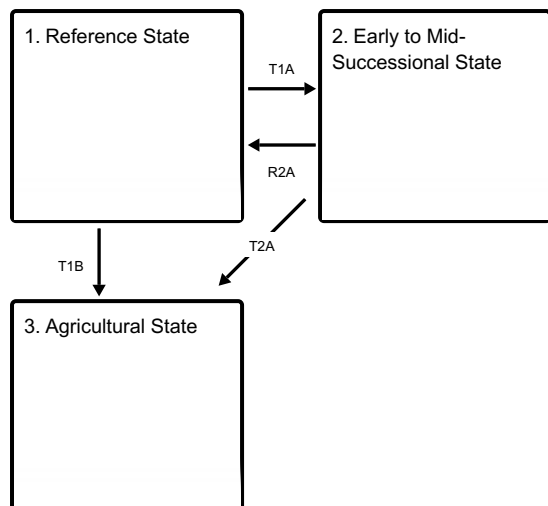 1. Reference State
2. Early to Mid-
Successional State
T1A
R2A
T1B
T2A
3. Agricultural State